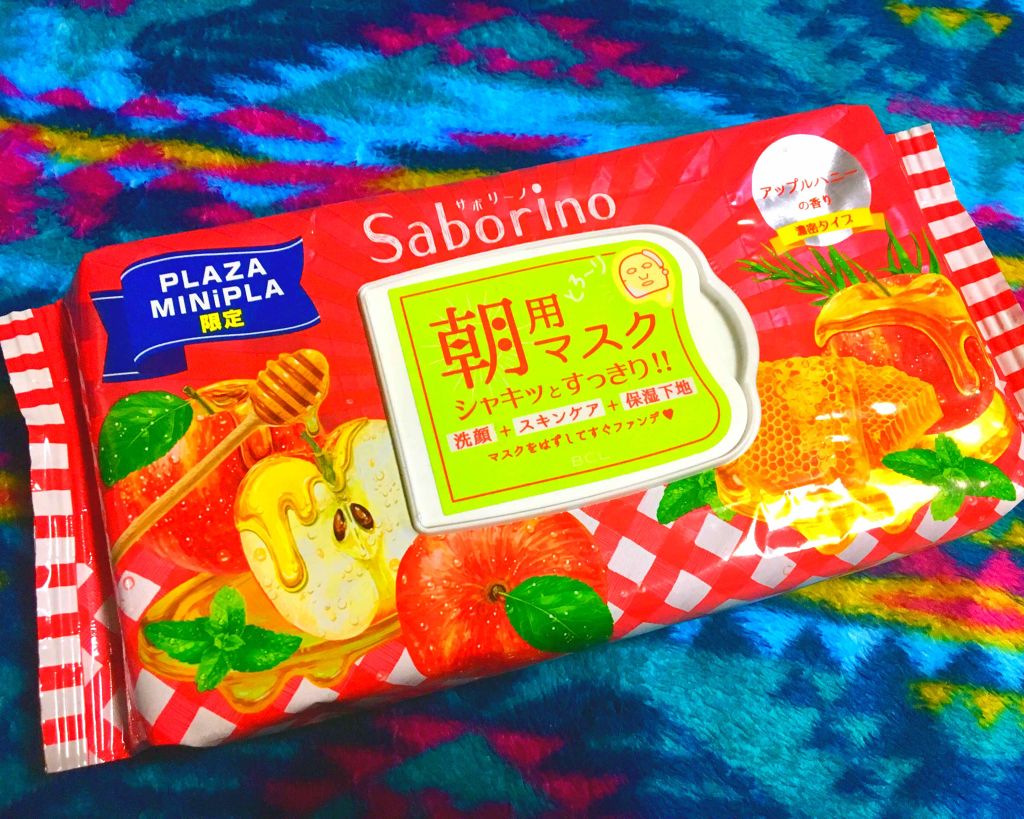 PLAZA
MiNiPLA
限定
サボリーノ
Saborino
アップルハニー
の香り
濃密タイプ
とろ〜り
朝用
マスク
シャキッとすっきり!!
洗顔 + スキンケア + 保湿下地
マスクをはずしてすぐファンデ♥
B.C.L